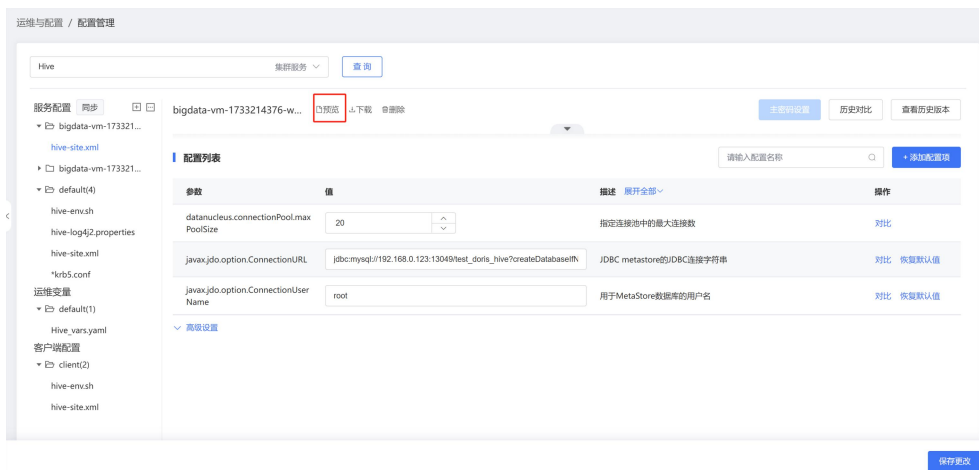 运维与配置 / 配置管理
Hive 集群服务 查 询
服务配置 同步
bigdata-vm-173321...
hive-site.xml
bigdata-vm-173321...
default(4)
hive-env.sh
hive-log4j2.properties
hive-site.xml
*krb5.conf
运维变量
default(1)
Hive_vars.yaml
客户端配置
client(2)
hive-env.sh
hive-site.xml
bigdata-vm-1733214376-w... 预览 下载 删除 主密码设置 历史对比 查看历史版本
配置列表 请输入配置名称 + 添加配置项
参数 值 描述 展开全部 操作
datanucleus.connectionPool.max
PoolSize
20 指定连接池中的最大连接数 对比
javax.jdo.option.ConnectionURL jdbc:mysql://192.168.0.123:13049/test_doris_hive?createDatabaseIfN JDBC metastore的JDBC连接字符串 对比 恢复默认值
javax.jdo.option.ConnectionUser
Name
root 用于MetaStore数据库的用户名 对比 恢复默认值
高级设置
保存更改